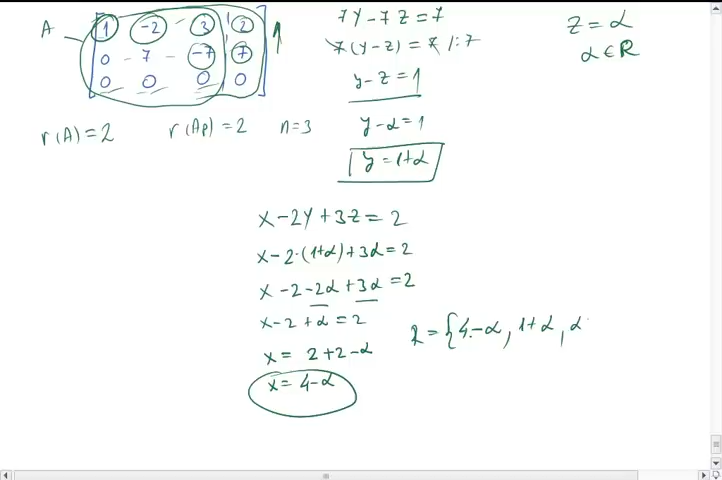 A 1 -2 3 2
0 7 -7 7
0 0 0 0
r(A)=2 r(Ap)=2 n=3
7y-7z=7
7(y-z)=7 /:7
y-z=1
y-α=1
y=1+α
z=α
α∈R
x-2y+3z=2
x-2·(1+α)+3α=2
x-2-2α+3α=2
x-2+α=2
x=2+2-α
x=4-α
R={4-α, 1+α, α